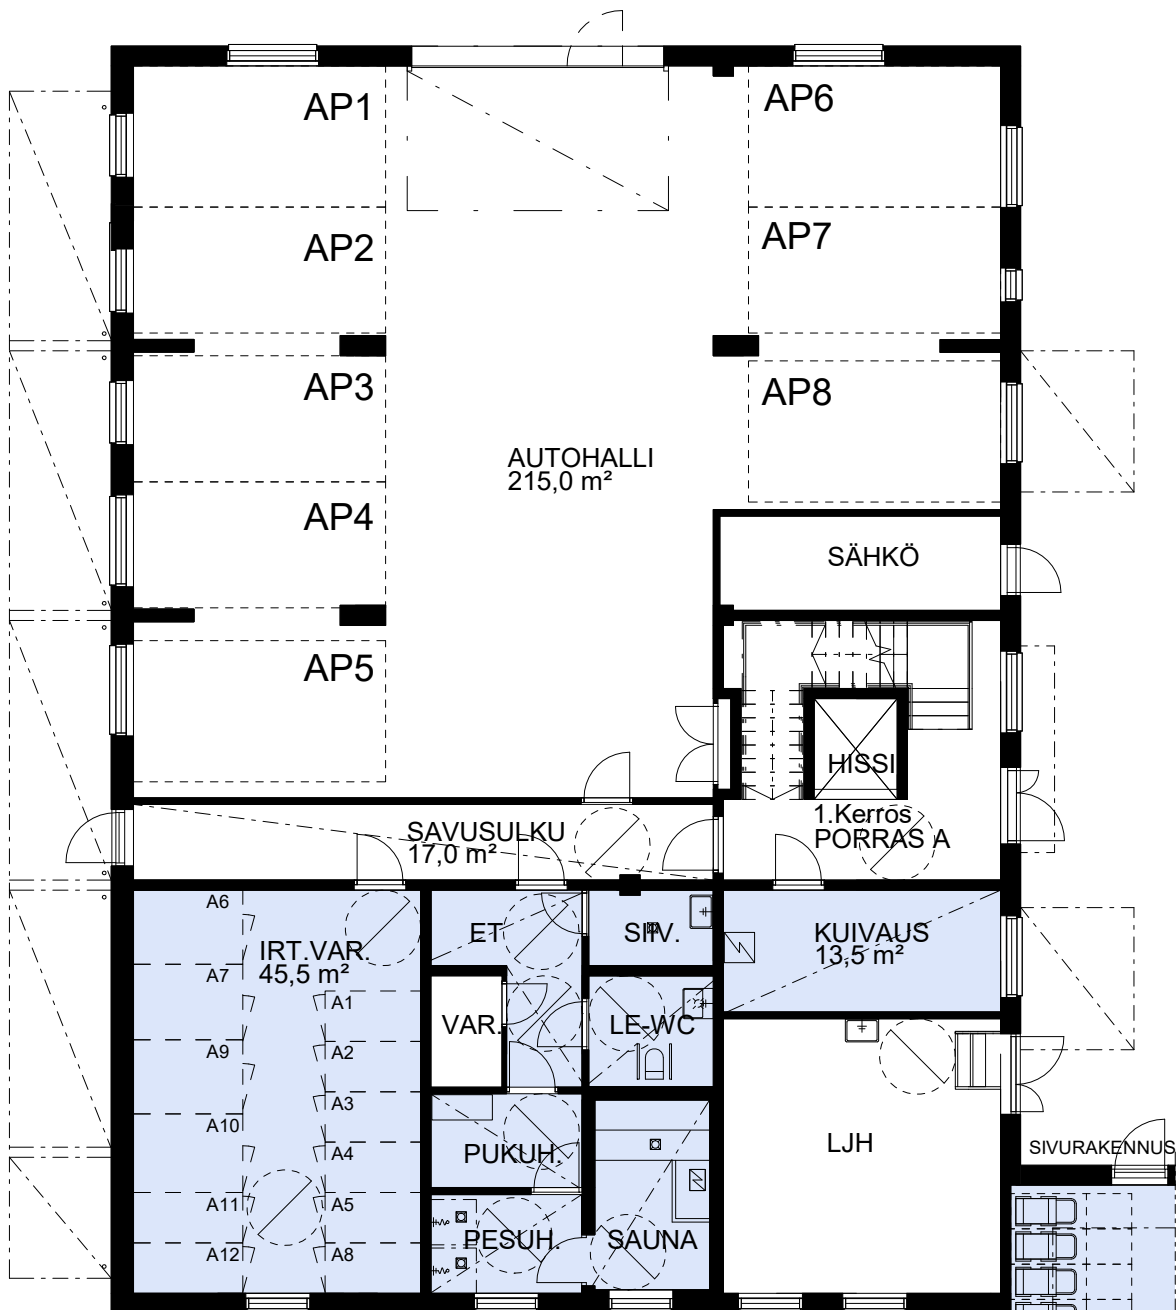 AP1
AP6
AP2
AP7
AP3
AP8
AUTOHALLI
215,0 m²
AP4
SÄHKÖ
AP5
HISSI
1.Kerros
PORRAS A
SAVUSULKU
17,0 m²
A6
IRT.VAR.
45,5 m²
ET
SIIV.
KUIVAUS
13,5 m²
A7
A1
VAR.
LE-WC
A9
A2
A3
A10
A4
PUKUH.
LJH
SIVURAKENNUS
A11
A5
PESUH.
SAUNA
A12
A8